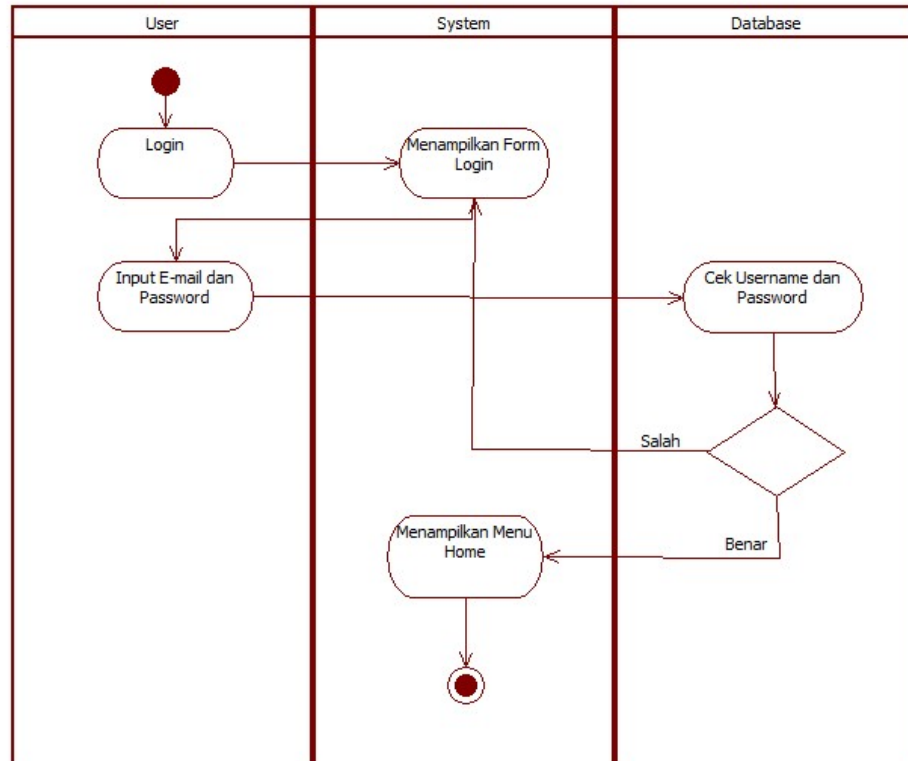 User
System
Database
Login
Menampilkan Form
Login
Input E-mail dan
Password
Cek Username dan
Password
Salah
Menampilkan Menu
Home
Benar